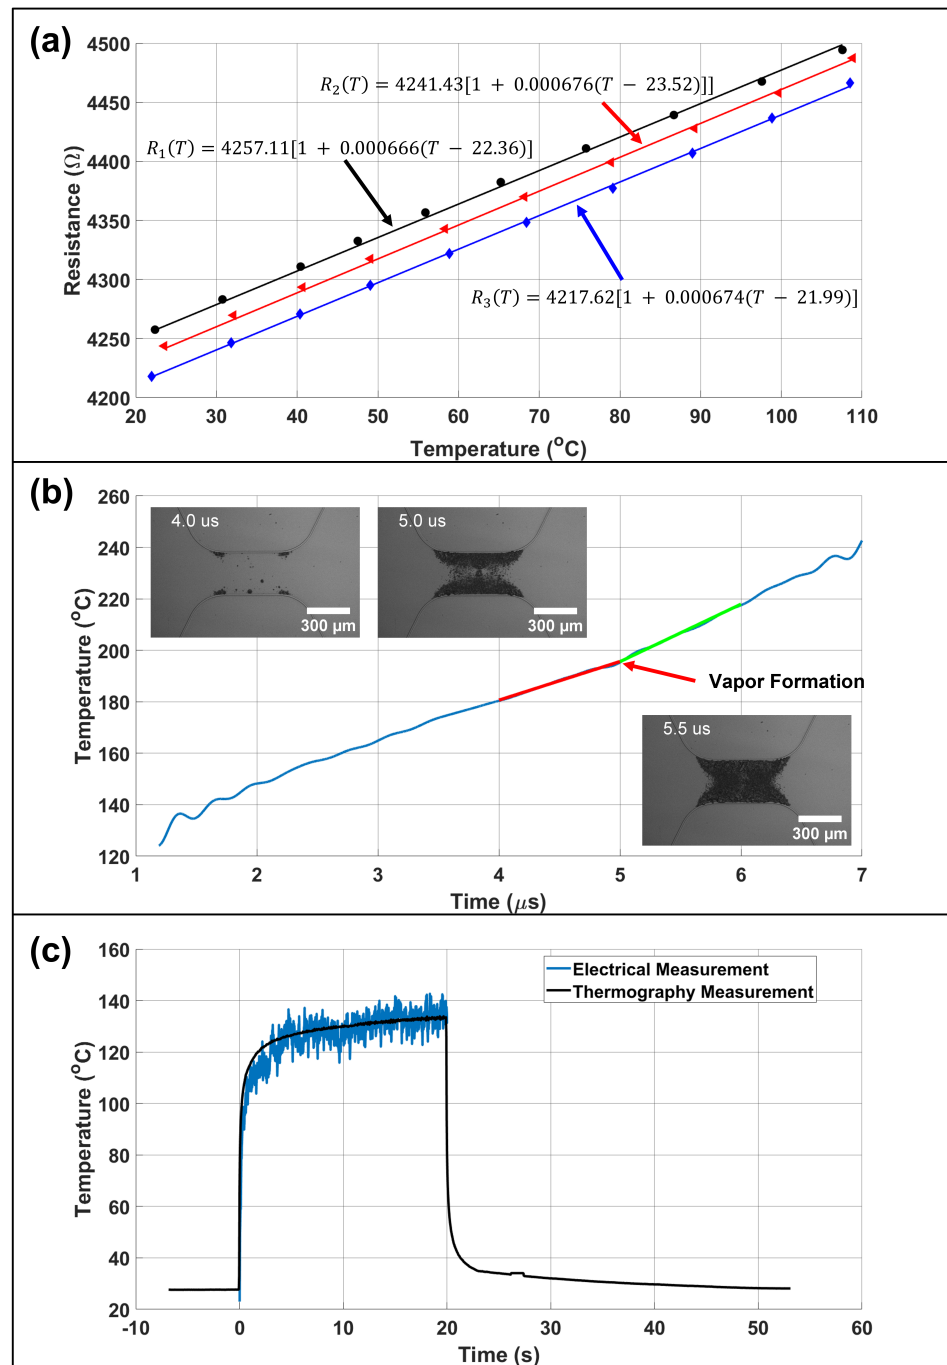 (a)
4500
4450
4400
4350
4300
4250
4200
Resistance (Ω)
R₂(T) = 4241.43[1 + 0.000676(T − 23.52)]]
R₁(T) = 4257.11[1 + 0.000666(T − 22.36)]
R₃(T) = 4217.62[1 + 0.000674(T − 21.99)]
20 30 40 50 60 70 80 90 100 110
Temperature (°C)
(b)
260
240
220
200
180
160
140
120
Temperature (°C)
4.0 us
300 µm
5.0 us
300 µm
Vapor Formation
5.5 us
300 µm
1 2 3 4 5 6 7
Time (µs)
(c)
160
140
120
100
80
60
40
20
Temperature (°C)
Electrical Measurement
Thermography Measurement
-10 0 10 20 30 40 50 60
Time (s)